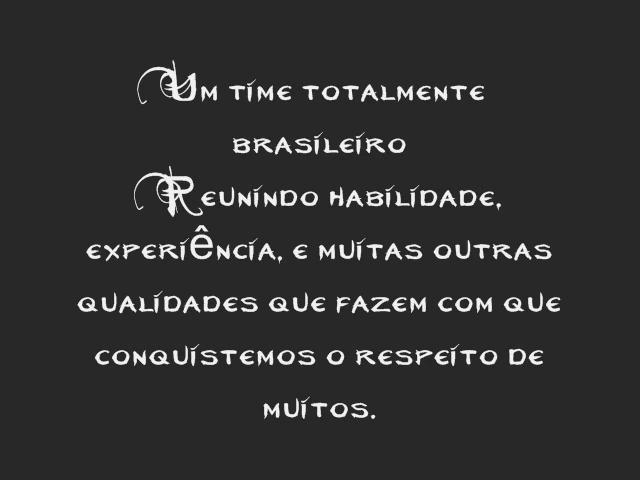 Um time totalmente
brasileiro
Reunindo habilidade,
experiência, e muitas outras
qualidades que fazem com que
conquistemos o respeito de
muitos.